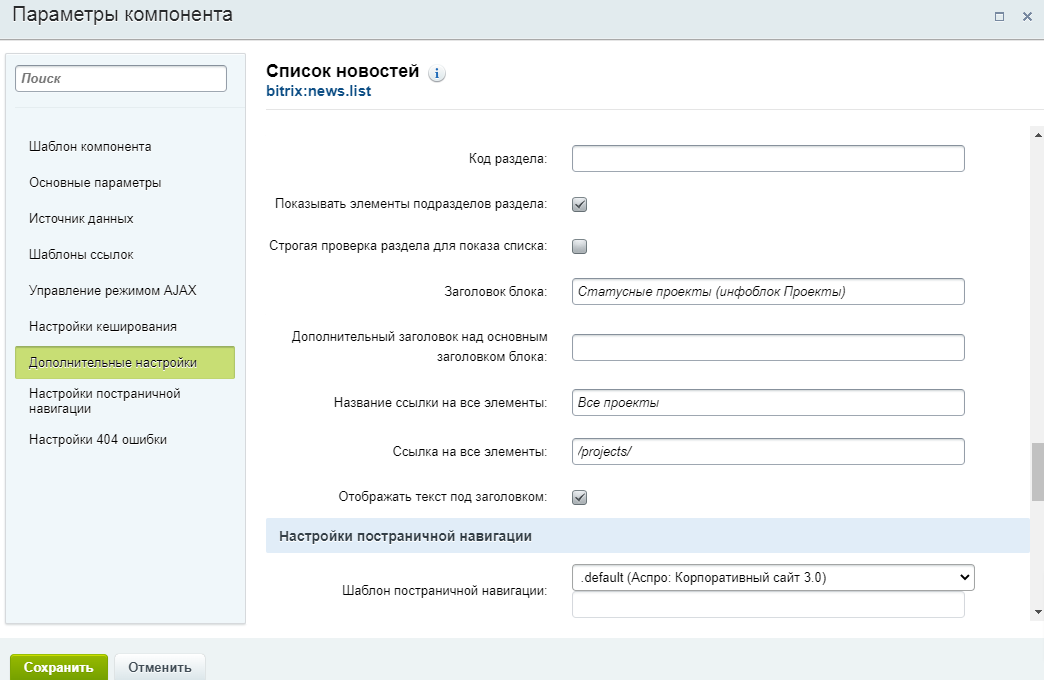 Параметры компонента
Поиск
Шаблон компонента
Основные параметры
Источник данных
Шаблоны ссылок
Управление режимом AJAX
Настройки кеширования
Дополнительные настройки
Настройки постраничной
навигации
Настройки 404 ошибки
Список новостей i
bitrix:news.list
Код раздела:
Показывать элементы подразделов раздела:
Строгая проверка раздела для показа списка:
Заголовок блока: Статусные проекты (инфоблок Проекты)
Дополнительный заголовок над основным
заголовком блока:
Название ссылки на все элементы: Все проекты
Ссылка на все элементы: /projects/
Отображать текст под заголовком:
Настройки постраничной навигации
Шаблон постраничной навигации: .default (Аспро: Корпоративный сайт 3.0)
Сохранить Отменить